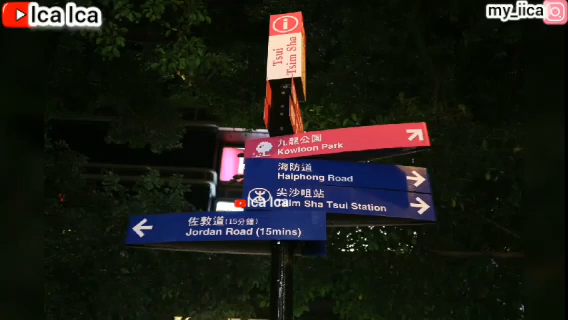 Ica Ica
my_iica
Tsui
Tsim Sha
九龍公園
Kowloon Park
海防道
Haiphong Road
尖沙咀站
Tsim Sha Tsui Station
Ica Ica
佐敦道(15分鐘)
Jordan Road (15mins)